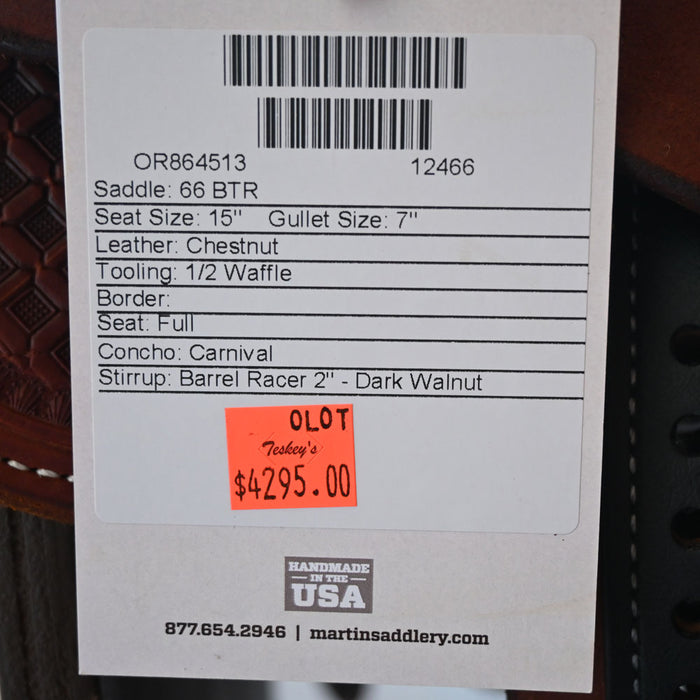 OR864513 12466
Saddle: 66 BTR
Seat Size: 15" Gullet Size: 7"
Leather: Chestnut
Tooling: 1/2 Waffle
Border:
Seat: Full
Concho: Carnival
Stirrup: Barrel Racer 2" - Dark Walnut
OLOT
Teskey's
$4295.00
HANDMADE
IN THE
USA
877.654.2946 | martinsaddlery.com